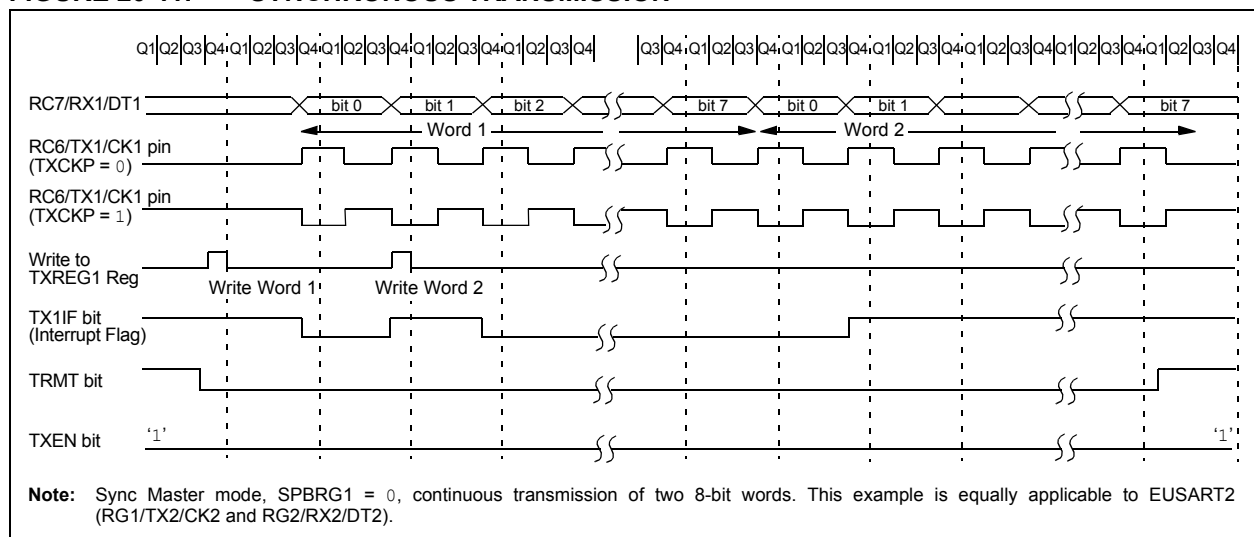 Q1 Q2 Q3 Q4 Q1 Q2 Q3 Q4 Q1 Q2 Q3 Q4 Q1 Q2 Q3 Q4 Q1 Q2 Q3 Q4 Q3 Q4 Q1 Q2 Q3 Q4 Q1 Q2 Q3 Q4 Q1 Q2 Q3 Q4 Q1 Q2 Q3 Q4 Q1 Q2 Q3 Q4 Q1 Q2 Q3 Q4
RC7/RX1/DT1 bit 0 bit 1 bit 2 bit 7 bit 0 bit 1 bit 7
Word 1 Word 2
RC6/TX1/CK1 pin
(TXCKP = 0)
RC6/TX1/CK1 pin
(TXCKP = 1)
Write to
TXREG1 Reg
Write Word 1 Write Word 2
TX1IF bit
(Interrupt Flag)
TRMT bit
TXEN bit '1' '1'
Note: Sync Master mode, SPBRG1 = 0, continuous transmission of two 8-bit words. This example is equally applicable to EUSART2
(RG1/TX2/CK2 and RG2/RX2/DT2).